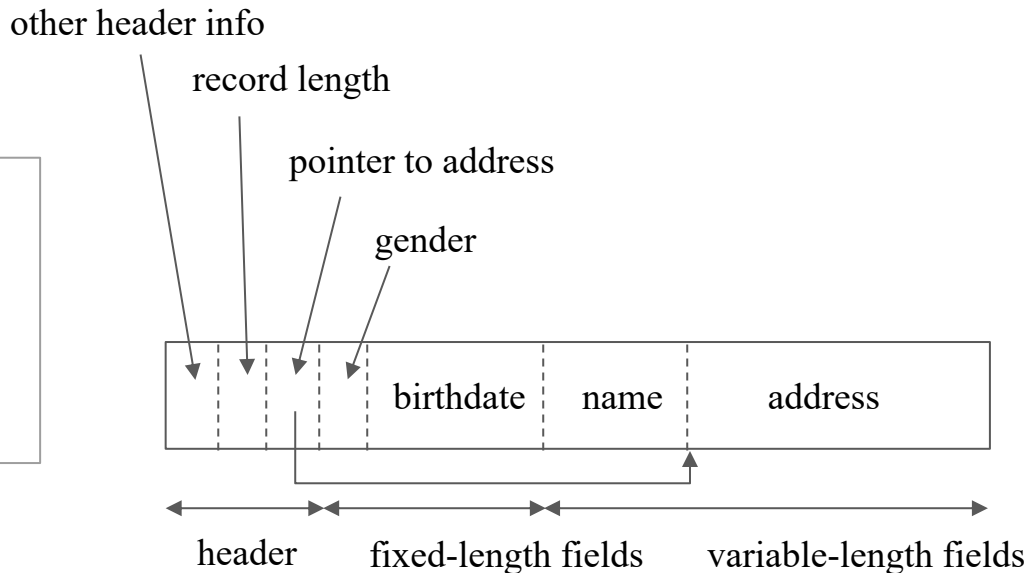 other header info
record length
pointer to address
gender
birthdate name address
header fixed-length fields variable-length fields